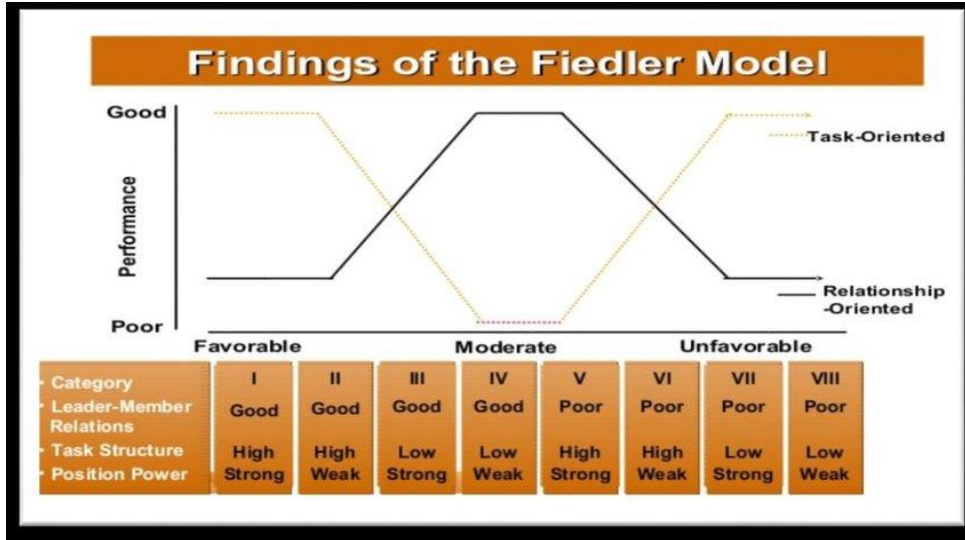 Findings of the Fiedler Model
Good
Task-Oriented
Performance
Relationship
-Oriented
Poor
Favorable Moderate Unfavorable
• Category I II III IV V VI VII VIII
• Leader-Member Good Good Good Good Poor Poor Poor Poor
Relations
• Task Structure High High Low Low High High Low Low
• Position Power Strong Weak Strong Weak Strong Weak Strong Weak